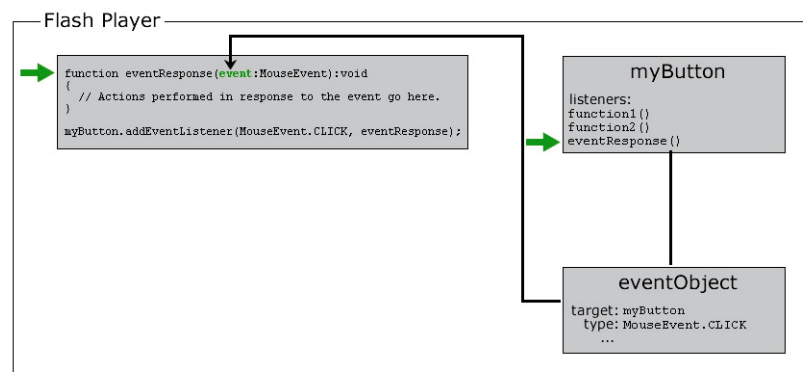 Flash Player
function eventResponse(event:MouseEvent):void
{
// Actions performed in response to the event go here.
}
myButton.addEventListener(MouseEvent.CLICK, eventResponse);
myButton
listeners:
function1()
function2()
eventResponse()
eventObject
target: myButton
type: MouseEvent.CLICK
...